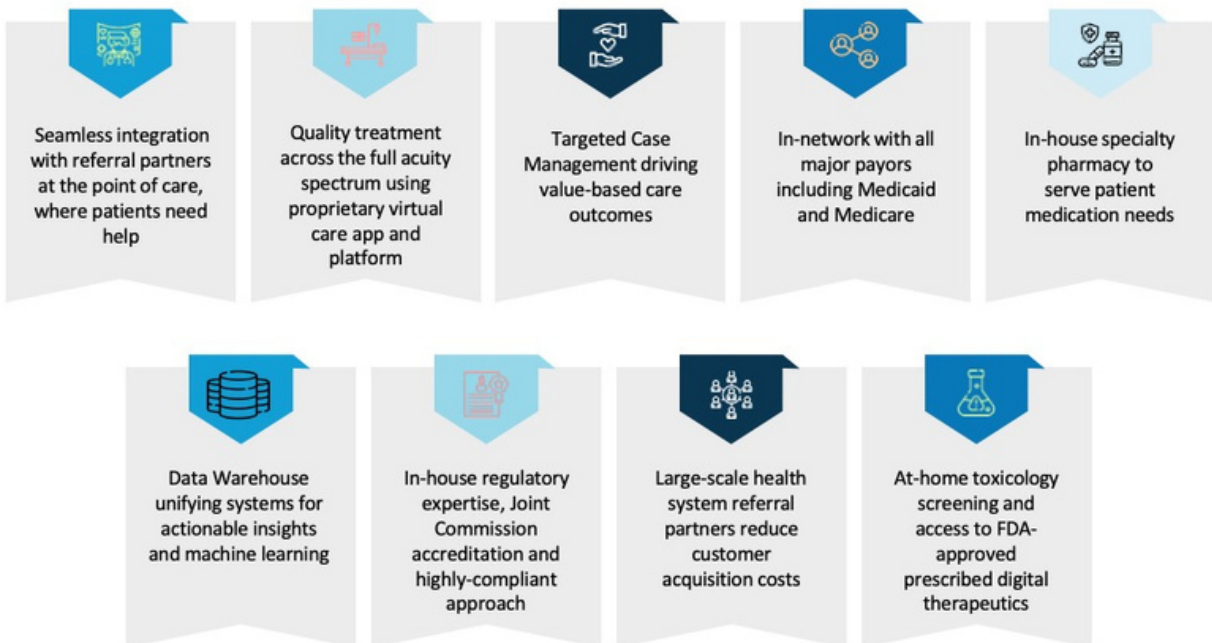 Seamless integration
with referral partners
at the point of care,
where patients need
help
Quality treatment
across the full acuity
spectrum using
proprietary virtual
care app and
platform
Targeted Case
Management driving
value-based care
outcomes
In-network with all
major payors
including Medicaid
and Medicare
In-house specialty
pharmacy to
serve patient
medication needs
Data Warehouse
unifying systems for
actionable insights
and machine learning
In-house regulatory
expertise, Joint
Commission
accreditation and
highly-compliant
approach
Large-scale health
system referral
partners reduce
customer
acquisition costs
At-home toxicology
screening and
access to FDA-
approved
prescribed digital
therapeutics